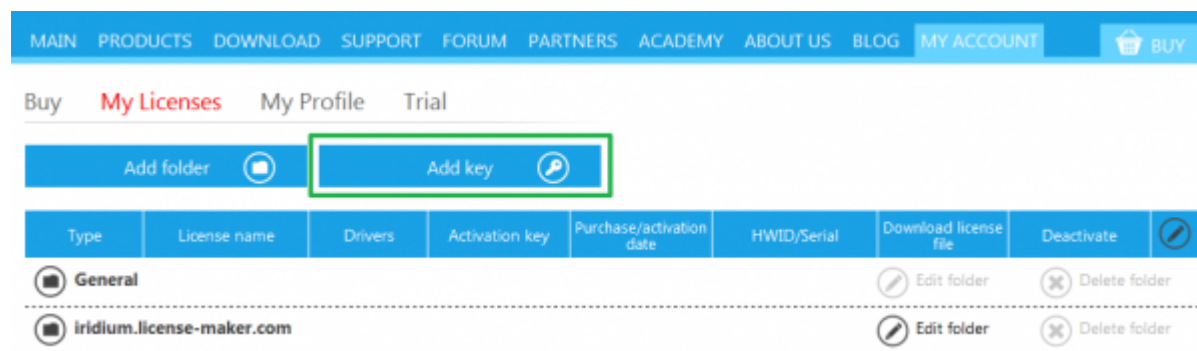 MAIN PRODUCTS DOWNLOAD SUPPORT FORUM PARTNERS ACADEMY ABOUT US BLOG MY ACCOUNT BUY
Buy My Licenses My Profile Trial
Add folder Add key
Type License name Drivers Activation key Purchase/activation date HWID/Serial Download license file Deactivate
General Edit folder Delete folder
iridium.license-maker.com Edit folder Delete folder